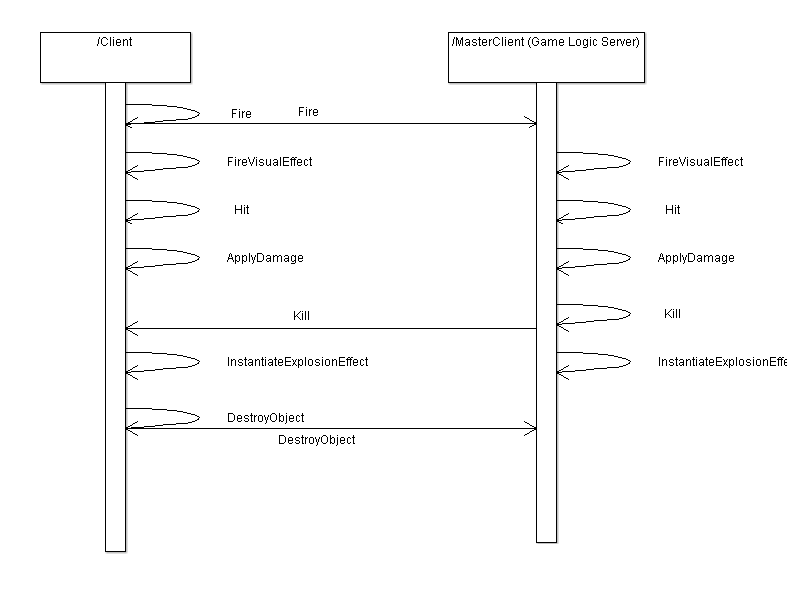 /Client
/MasterClient (Game Logic Server)
Fire
Fire
FireVisualEffect
FireVisualEffect
Hit
Hit
ApplyDamage
ApplyDamage
Kill
Kill
InstantiateExplosionEffect
InstantiateExplosionEffe
DestroyObject
DestroyObject